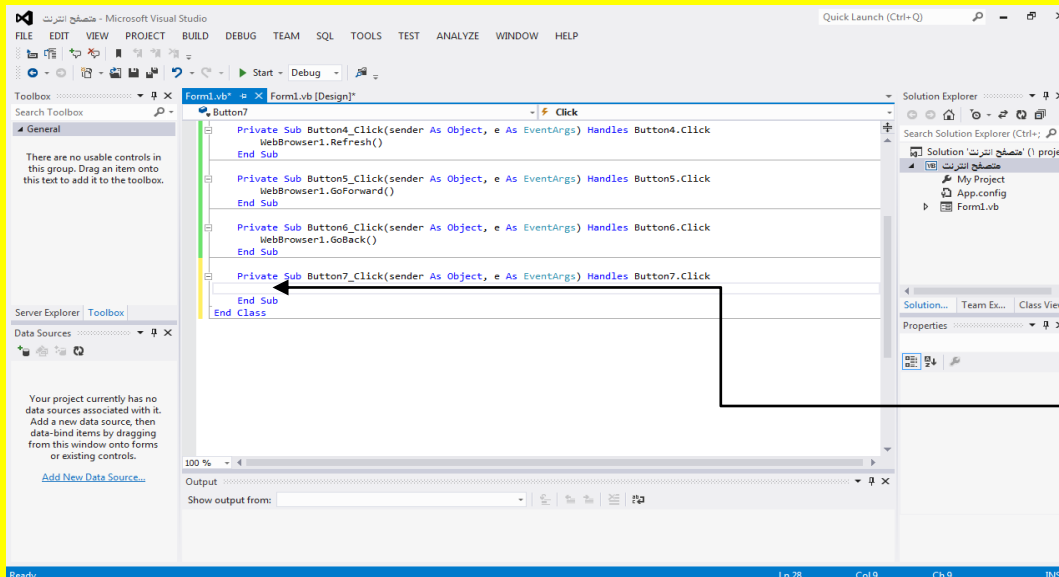 متصفح انترنت - Microsoft Visual Studio
Quick Launch (Ctrl+Q)
FILE EDIT VIEW PROJECT BUILD DEBUG TEAM SQL TOOLS TEST ANALYZE WINDOW HELP
Start - Debug
Toolbox
Search Toolbox
General
There are no usable controls in
this group. Drag an item onto
this text to add it to the toolbox.
Server Explorer Toolbox
Data Sources
Your project currently has no
data sources associated with it.
Add a new data source, then
data-bind items by dragging
from this window onto forms
or existing controls.
Add New Data Source...
Form1.vb* Form1.vb [Design]*
Button7 Click
Private Sub Button4_Click(sender As Object, e As EventArgs) Handles Button4.Click
WebBrowser1.Refresh()
End Sub
Private Sub Button5_Click(sender As Object, e As EventArgs) Handles Button5.Click
WebBrowser1.GoForward()
End Sub
Private Sub Button6_Click(sender As Object, e As EventArgs) Handles Button6.Click
WebBrowser1.GoBack()
End Sub
Private Sub Button7_Click(sender As Object, e As EventArgs) Handles Button7.Click
End Sub
End Class
100 %
Output
Show output from:
Solution Explorer
Search Solution Explorer (Ctrl+;
Solution 'متصفح انترنت' (١ proje
متصفح انترنت
My Project
App.config
Form1.vb
Solution... Team Ex... Class Vie
Properties
Ready Ln 28 Col 9 Ch 9 INS